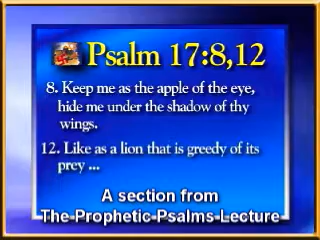 Psalm 17:8,12
8. Keep me as the apple of the eye,
hide me under the shadow of thy
wings.
12. Like as a lion that is greedy of its
prey ...
A section from
The Prophetic Psalms Lecture